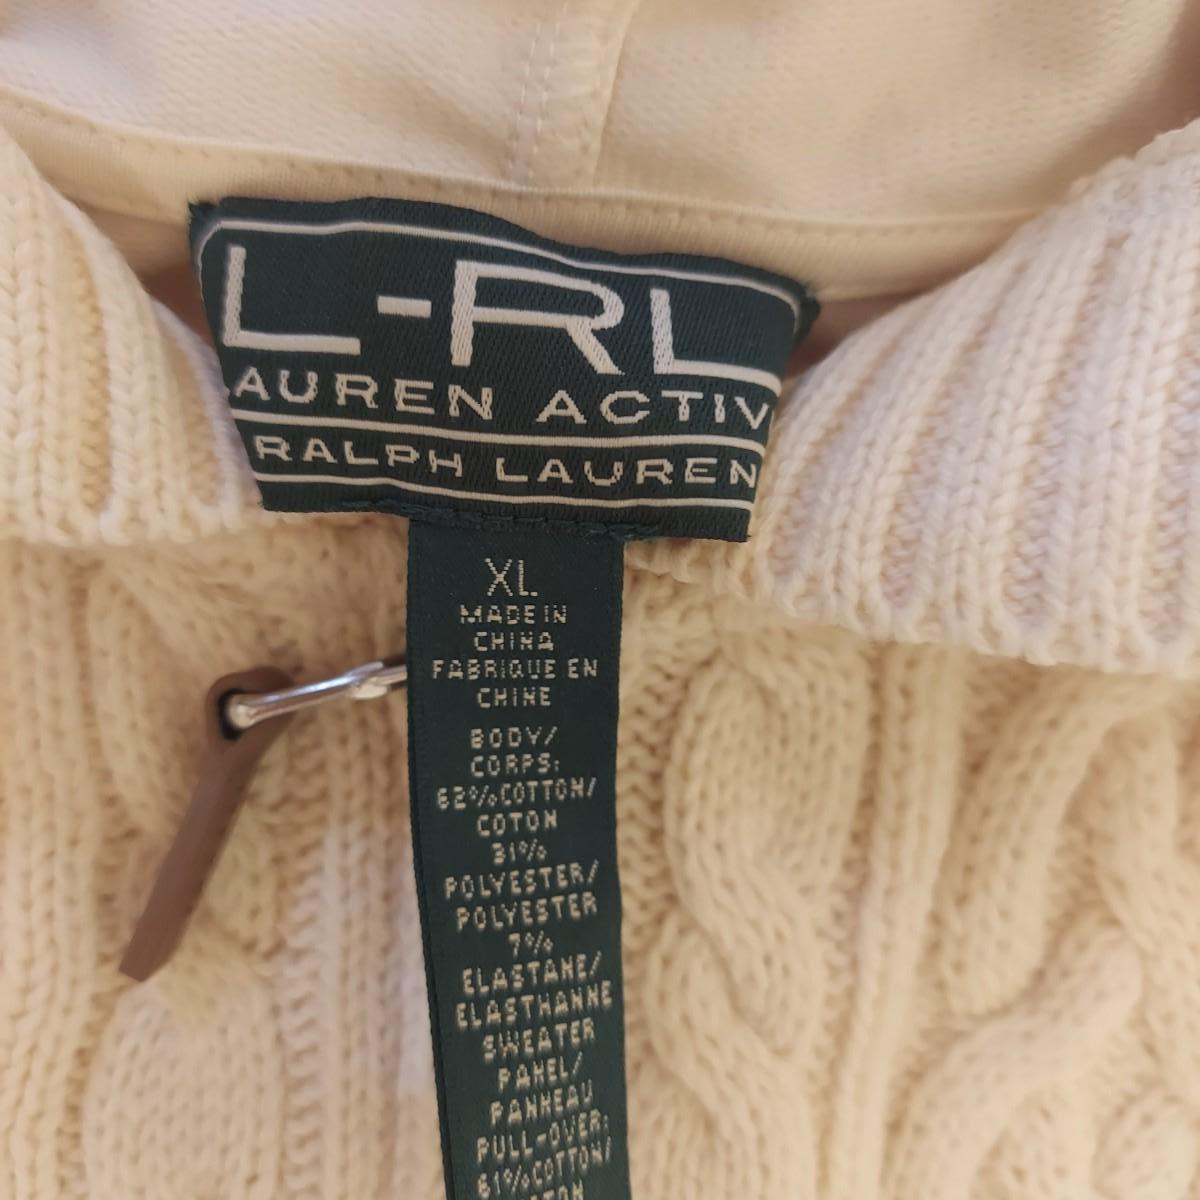 L-RL
LAUREN ACTIV
RALPH LAUREN
XL
MADE IN
CHINA
FABRIQUE EN
CHINE
BODY/
CORPS:
62%COTTON/
COTON
31%
POLYESTER/
POLYESTER
7%
ELASTANE/
ELASTHANNE
SWEATER
PANEL/
PANNEAU
PULL-OVER:
61%COTTON/
COTON